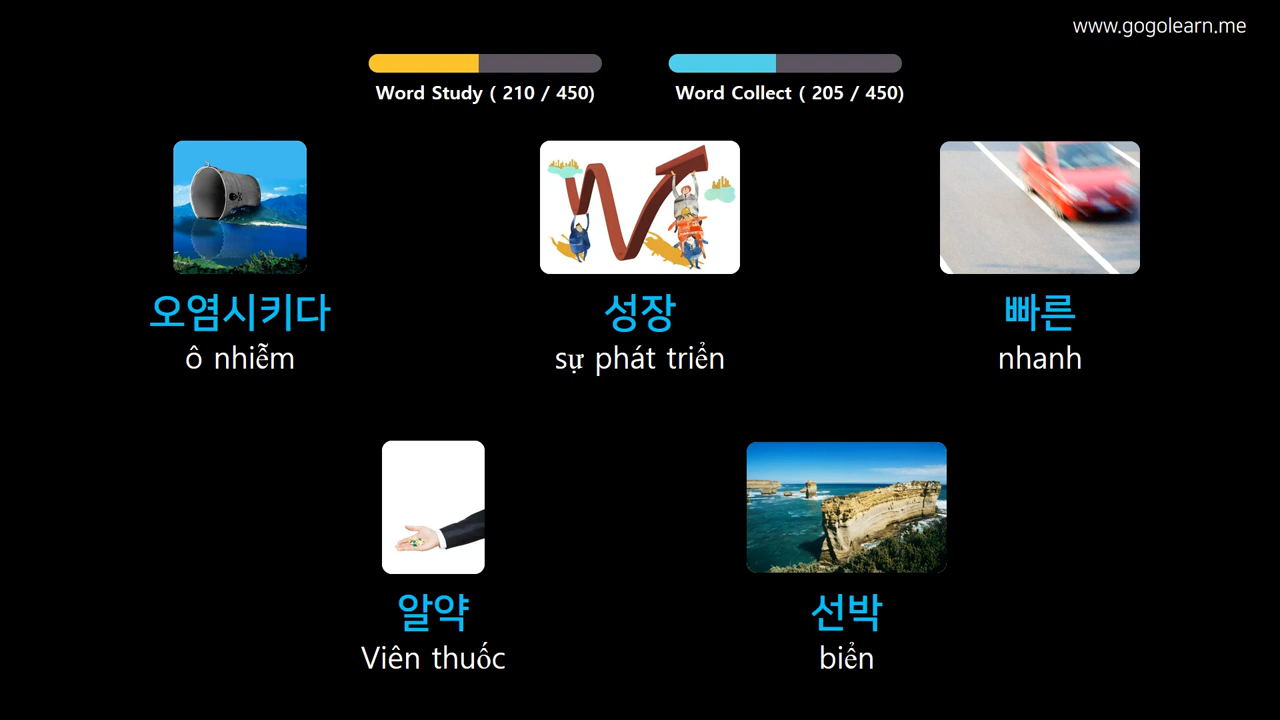 www.gogolearn.me
Word Study ( 210 / 450)
Word Collect ( 205 / 450)
오염시키다
ô nhiễm
성장
sự phát triển
빠른
nhanh
알약
Viên thuốc
선박
biển